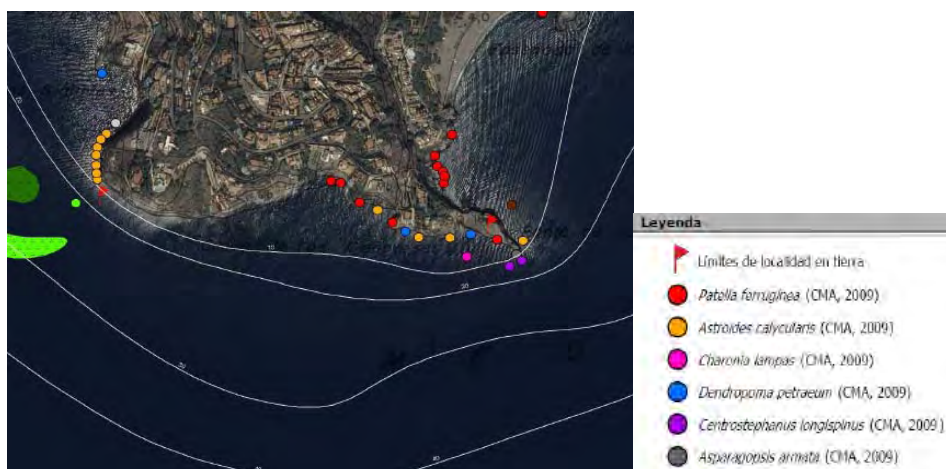 Leyenda
Límites de localidad en tierra
Patella ferruginea (CMA, 2009)
Astroides calycularis (CMA, 2009)
Charonia lampas (CMA, 2009)
Dendropoma petraeum (CMA, 2009)
Centrostephanus longispinus (CMA, 2009)
Asparagopsis armata (CMA, 2009)
10